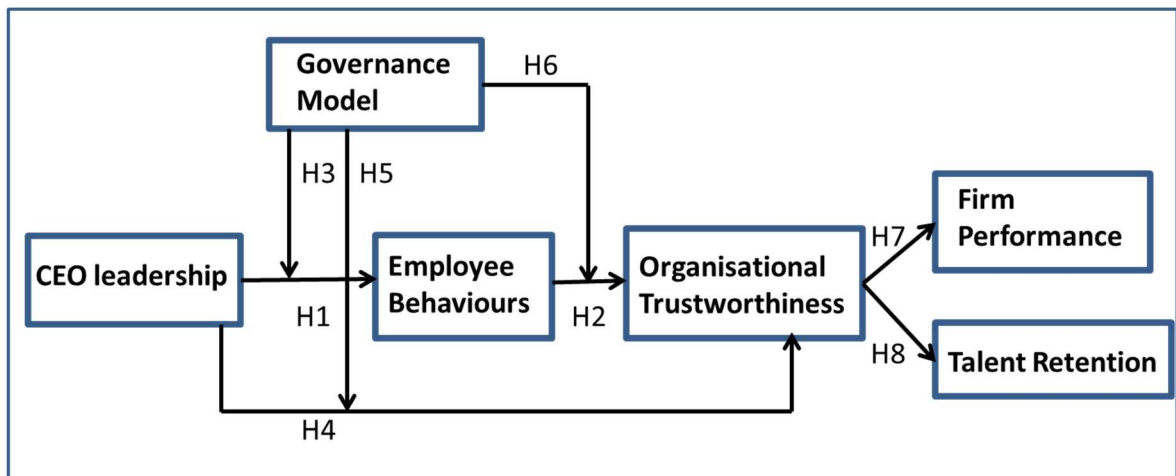 Governance
Model
H6
H3
H5
Firm
Performance
H7
CEO leadership
Employee
Behaviours
Organisational
Trustworthiness
H1
H2
H8
Talent Retention
H4